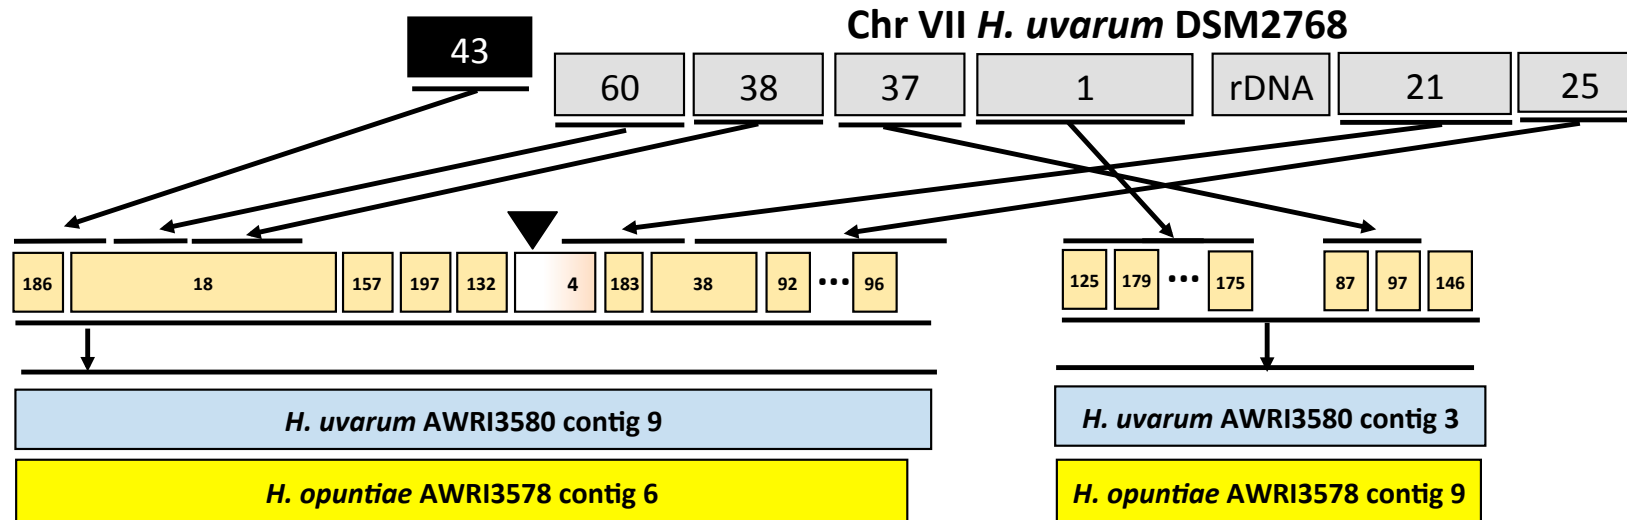 Chr VII H. uvarum DSM2768
43
60 38 37 1 rDNA 21 25
186 18 157 197 132 4 183 38 92 ... 96 125 179 ... 175 87 97 146
H. uvarum AWRI3580 contig 9
H. uvarum AWRI3580 contig 3
H. opuntiae AWRI3578 contig 6
H. opuntiae AWRI3578 contig 9